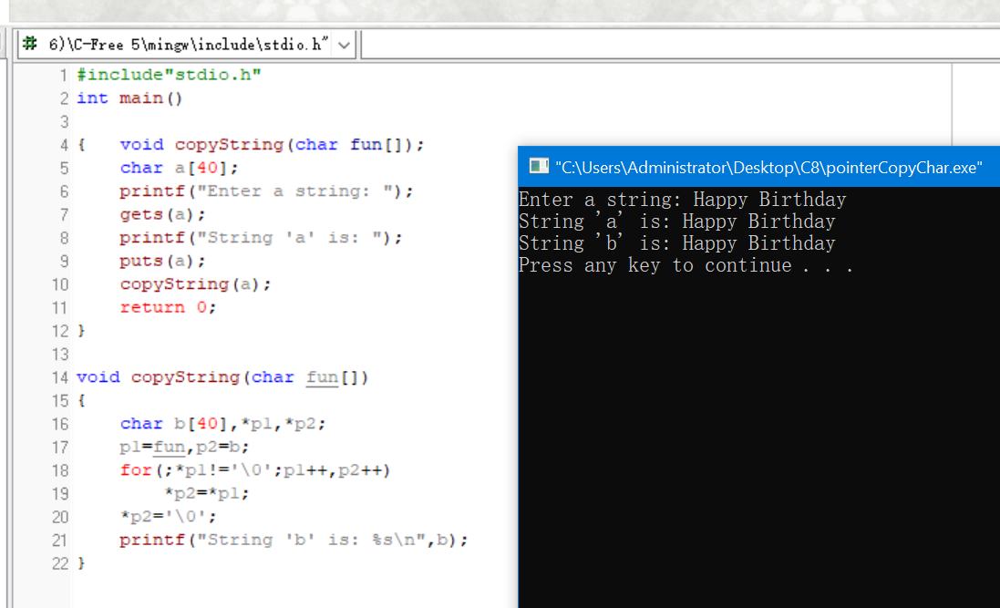 6)\C-Free 5\mingw\include\stdio.h"
1 #include"stdio.h"
2 int main()
3
4 {   void copyString(char fun[]);
5     char a[40];
6     printf("Enter a string: ");
7     gets(a);
8     printf("String 'a' is: ");
9     puts(a);
10     copyString(a);
11     return 0;
12 }
13
14 void copyString(char fun[])
15 {
16     char b[40],*p1,*p2;
17     p1=fun,p2=b;
18     for(;*p1!='\0';p1++,p2++)
19         *p2=*p1;
20     *p2='\0';
21     printf("String 'b' is: %s\n",b);
22 }
"C:\Users\Administrator\Desktop\C8\pointerCopyChar.exe"
Enter a string: Happy Birthday
String 'a' is: Happy Birthday
String 'b' is: Happy Birthday
Press any key to continue . . .